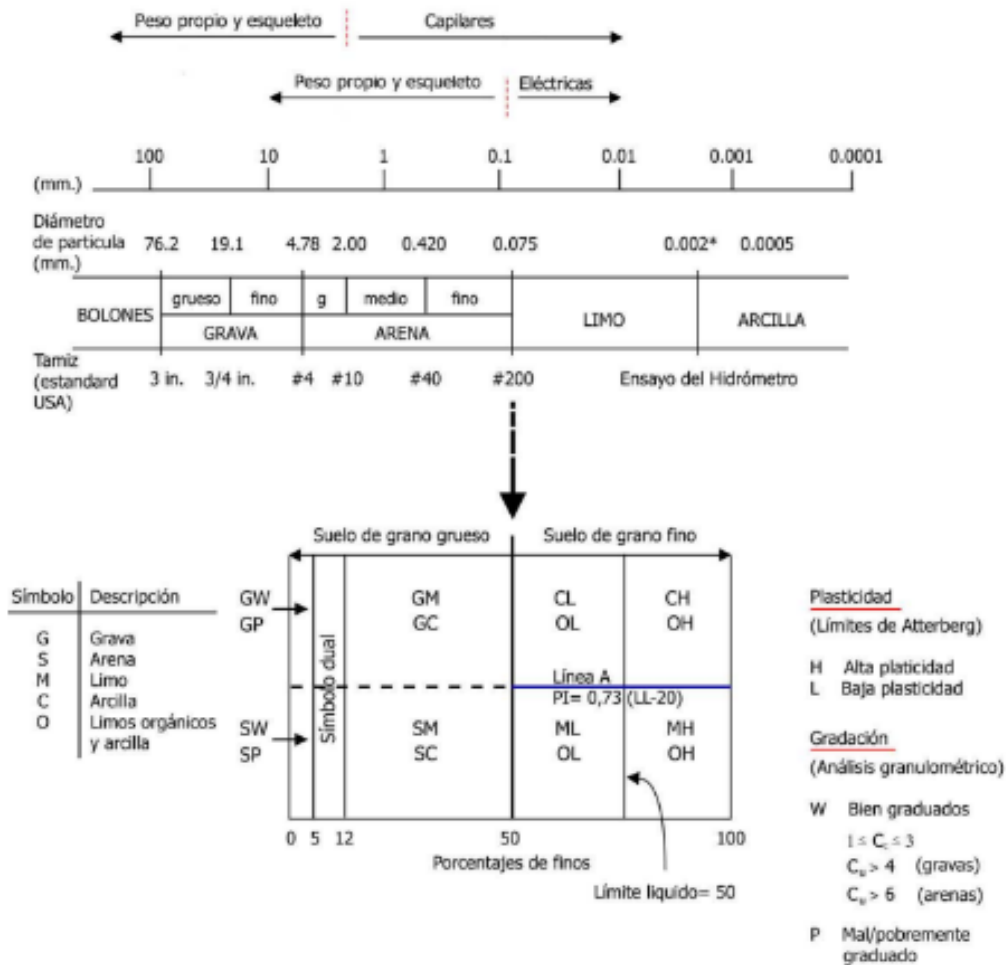 Peso propio y esqueleto Capilares
Peso propio y esqueleto Eléctricas
100 10 1 0.1 0.01 0.001 0.0001
(mm.)
Diámetro
de particula 76.2 19.1 4.78 2.00 0.420 0.075 0.002* 0.0005
(mm.)
grueso fino g medio fino
BOLONES LIMO ARCILLA
GRAVA ARENA
Tamiz
(estandard 3 in. 3/4 in. #4 #10 #40 #200 Ensayo del Hidrómetro
USA)
Suelo de grano grueso Suelo de grano fino
Símbolo Descripción
G Grava
S Arena
M Limo
C Arcilla
O Limos orgánicos
y arcilla
GW
GP
SW
SP
Símbolo dual
GM CL CH
GC OL OH
Línea A
PI= 0,73 (LL-20)
SM ML MH
SC OL OH
0 5 12 50 100
Porcentajes de finos
Límite liquido= 50
Plasticidad
(Límites de Atterberg)
H Alta platicidad
L Baja plasticidad
Gradación
(Análisis granulométrico)
W Bien graduados
1 ≤ Cc ≤ 3
Cu > 4 (gravas)
Cu > 6 (arenas)
P Mal/pobremente
graduado